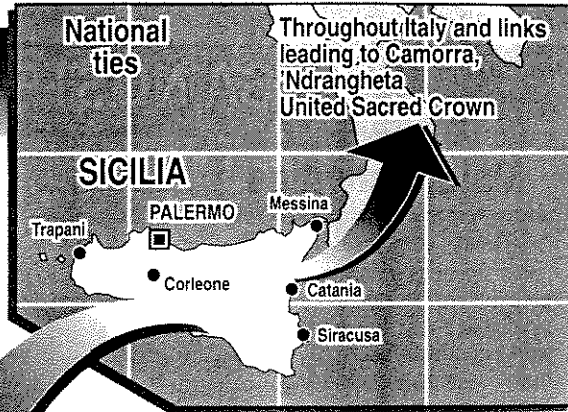 National
ties
Throughout Italy and links
leading to Camorra,
'Ndrangheta
United Sacred Crown
SICILIA
PALERMO
Messina
Trapani
Corleone
Catania
Siracusa